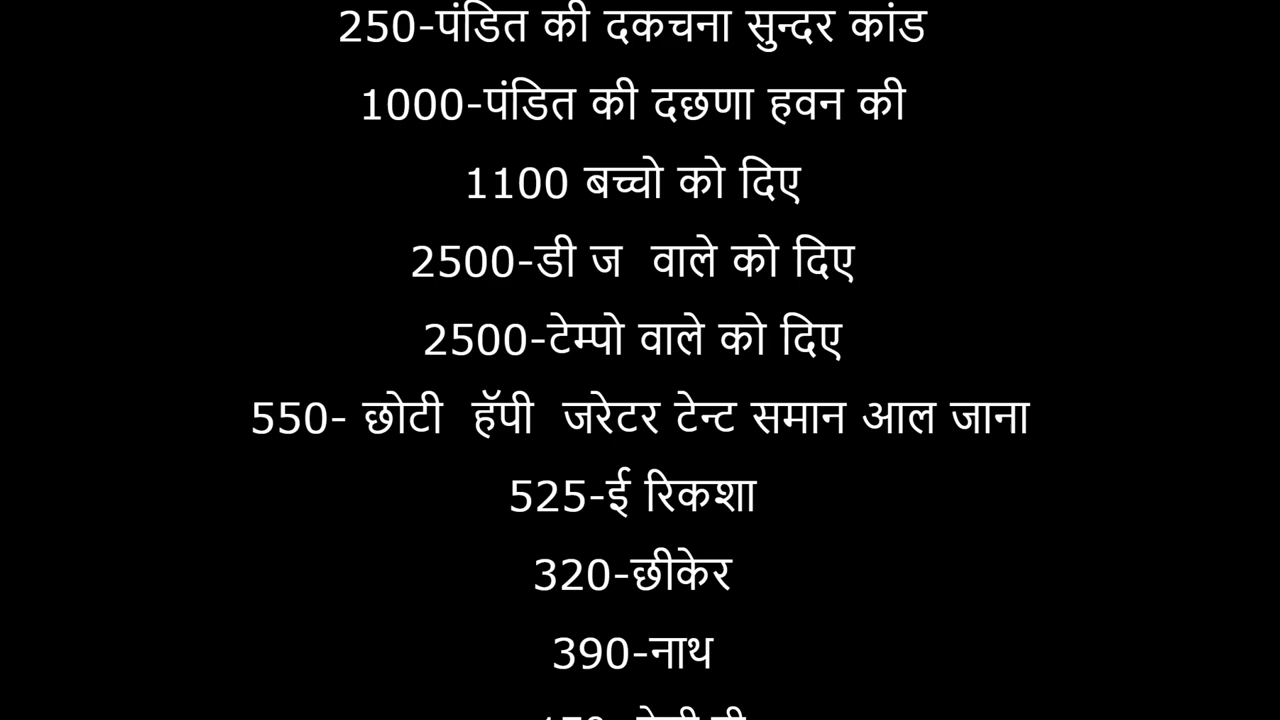 250-पंडित की दकचना सुन्दर कांड
1000-पंडित की दछणा हवन की
1100 बच्चो को दिए
2500-डी ज  वाले को दिए
2500-टेम्पो वाले को दिए
550- छोटी  हॅपी  जरेटर टेन्ट समान आल जाना
525-ई रिकशा
320-छीकेर
390-नाथ